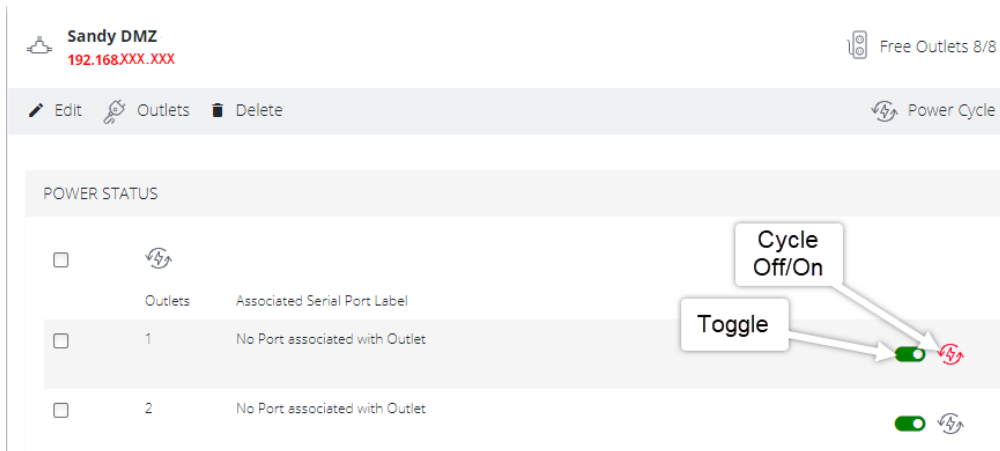 Sandy DMZ
192.168.XXX.XXX
Free Outlets 8/8
Edit Outlets Delete
Power Cycle
POWER STATUS
Cycle
Off/On
Outlets Associated Serial Port Label
Toggle
1 No Port associated with Outlet
2 No Port associated with Outlet